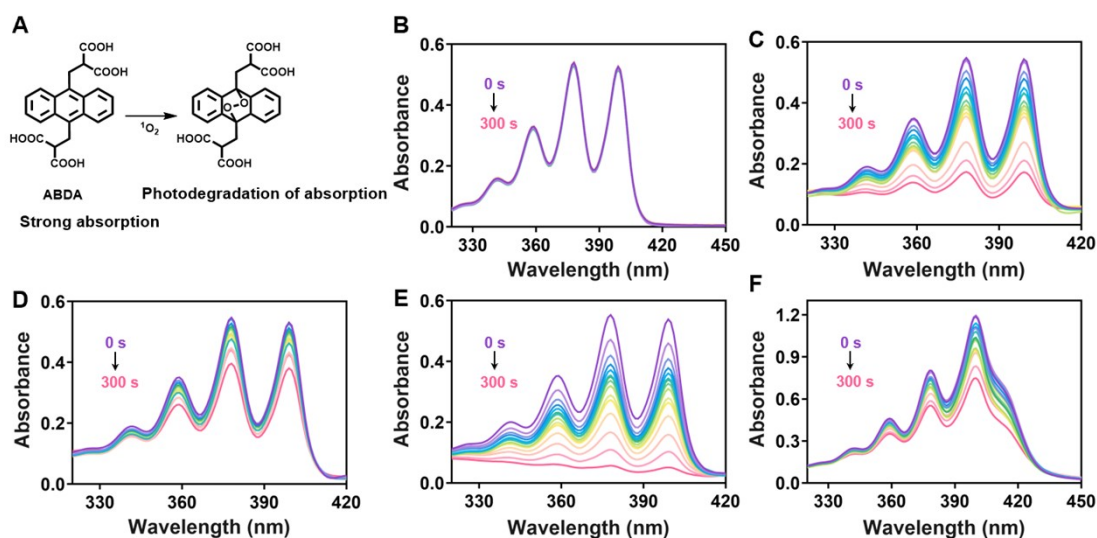 A
COOH
COOH
HOOC
COOH
ABDA
Strong absorption
¹O₂
COOH
COOH
O
O
HOOC
COOH
Photodegradation of absorption
B
Absorbance
0.6
0.4
0.2
0.0
0 s
300 s
330 360 390 420 450
Wavelength (nm)
C
Absorbance
0.6
0.4
0.2
0.0
0 s
300 s
330 360 390 420
Wavelength (nm)
D
Absorbance
0.6
0.4
0.2
0.0
0 s
300 s
330 360 390 420
Wavelength (nm)
E
Absorbance
0.6
0.4
0.2
0.0
0 s
300 s
330 360 390 420
Wavelength (nm)
F
Absorbance
1.2
0.9
0.6
0.3
0.0
0 s
300 s
330 360 390 420 450
Wavelength (nm)